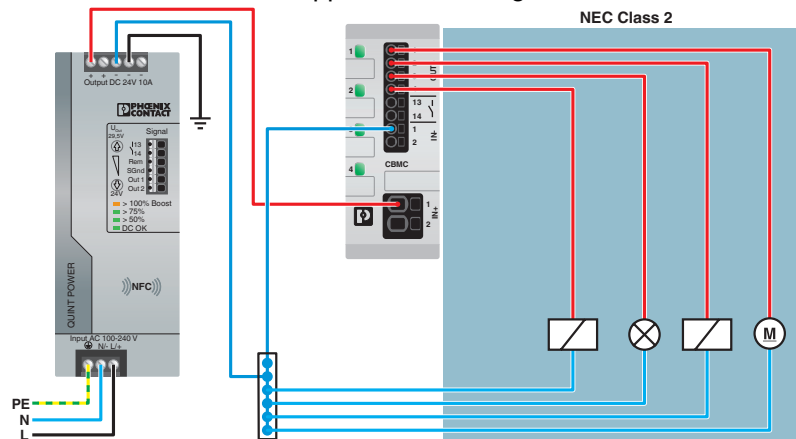 NEC Class 2
+ + - - -
Output DC 24V 10A
PHŒNIX
CONTACT
UOut
29,5V
Signal
13
14
Rem
SGnd
Out 1
24V
Out 2
> 100% Boost
> 75%
> 50%
DC OK
QUINT POWER
NFC
Input AC 100-240 V
N/- L/+
PE
N
L
1
2
4
OUT
13
14
1
2
IN-
CBMC
1
2
IN+
M